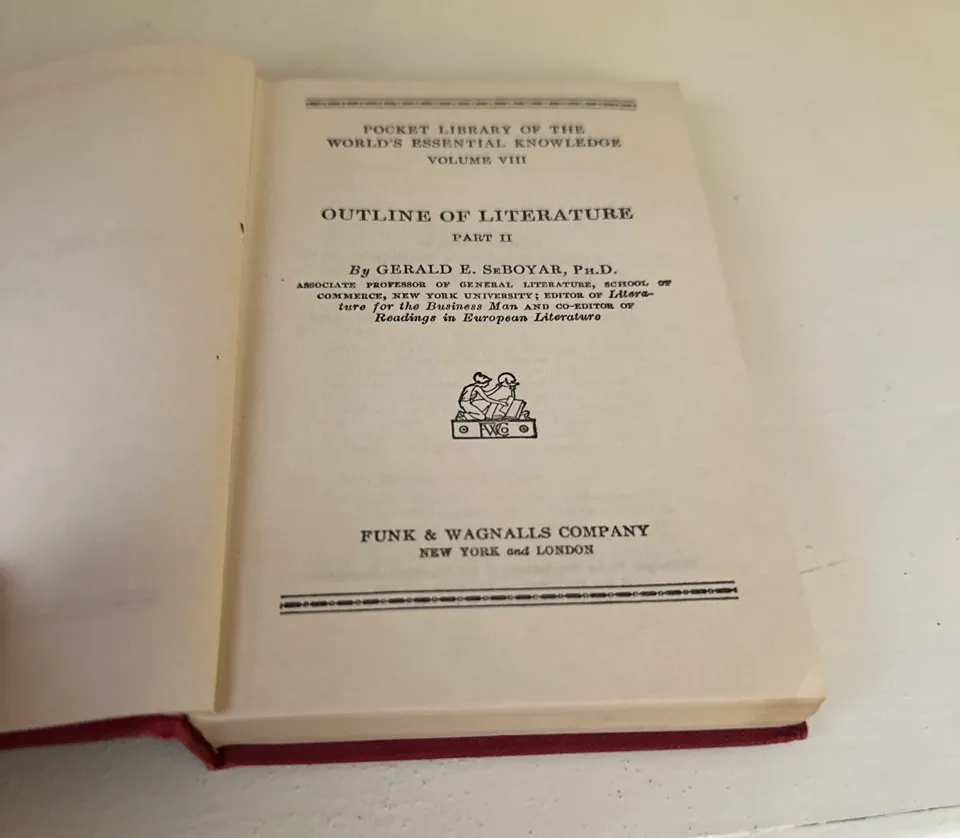 POCKET LIBRARY OF THE
WORLD'S ESSENTIAL KNOWLEDGE
VOLUME VIII
OUTLINE OF LITERATURE
PART II
By GERALD E. SEBOYAR, PH.D.
ASSOCIATE PROFESSOR OF GENERAL LITERATURE, SCHOOL OF
COMMERCE, NEW YORK UNIVERSITY; EDITOR OF Litera-
ture for the Business Man AND CO-EDITOR OF
Readings in European Literature
F&WCo
FUNK & WAGNALLS COMPANY
NEW YORK and LONDON